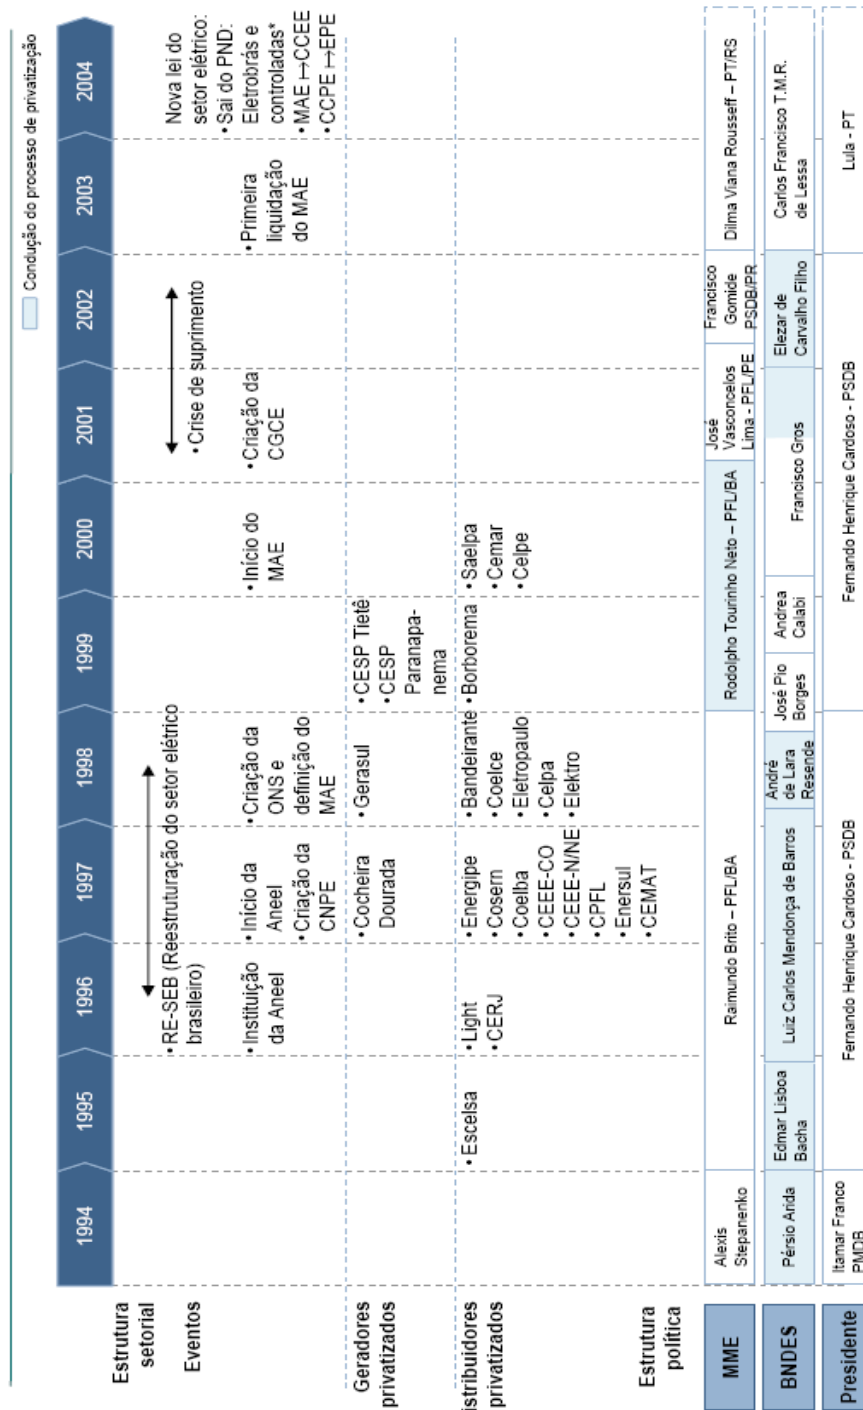 Condução do processo de privatização
1994
1995
1996
1997
1998
1999
2000
2001
2002
2003
2004
Estrutura
setorial
Eventos
• RE-SEB (Reestruturação do setor elétrico
brasileiro)
• Instituição
da Aneel
• Início da
Aneel
• Criação da
CNPE
• Criação da
ONS e
definição do
MAE
• Início do
MAE
• Crise de suprimento
• Criação da
CGCE
• Primeira
liquidação
do MAE
Nova lei do
setor elétrico:
• Sai do PND:
Eletrobrás e
controladas*
• MAE ↦CCEE
• CCPE ↦EPE
Geradores
privatizados
• Cocheira
Dourada
• Gerasul
• CESP Tietê
• CESP
Paranapa-
nema
istribuidores
privatizados
• Escelsa
• Light
• CERJ
• Energipe
• Cosern
• Coelba
• CEEE-CO
• CEEE-N/NE
• CPFL
• Enersul
• CEMAT
• Bandeirante
• Coelce
• Eletropaulo
• Celpa
• Elektro
• Borborema
• Saelpa
• Cemar
• Celpe
Estrutura
política
MME
Alexis
Stepanenko
Raimundo Brito – PFL/BA
Rodolpho Tourinho Neto – PFL/BA
José
Vasconcelos
Lima - PFL/PE
Francisco
Gomide
PSDB/PR
Dilma Viana Rousseff – PT/RS
BNDES
Pérsio Arida
Edmar Lisboa
Bacha
Luiz Carlos Mendonça de Barros
André
de Lara
Resende
José Pio
Borges
Andrea
Calabi
Francisco Gros
Elezar de
Carvalho Filho
Carlos Francisco T.M.R.
de Lessa
Presidente
Itamar Franco
PMDB
Fernando Henrique Cardoso - PSDB
Fernando Henrique Cardoso - PSDB
Lula - PT